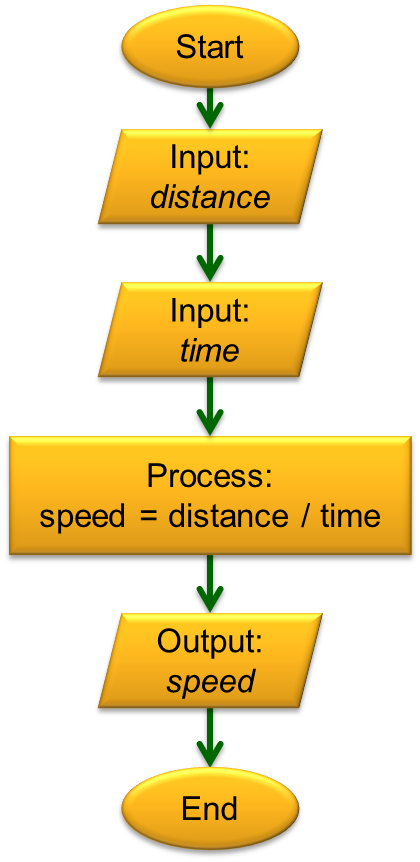 Start
Input:
distance
Input:
time
Process:
speed = distance / time
Output:
speed
End